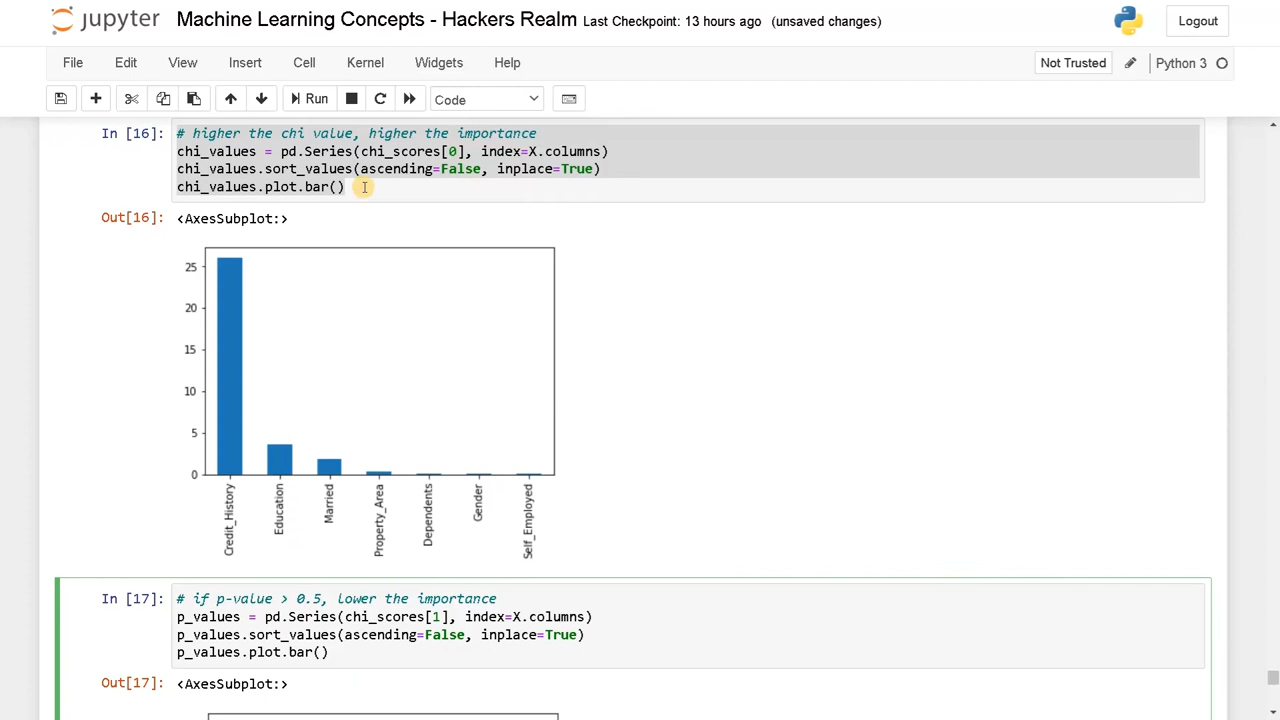 jupyter Machine Learning Concepts - Hackers Realm Last Checkpoint: 13 hours ago (unsaved changes) Logout
File Edit View Insert Cell Kernel Widgets Help Not Trusted Python 3
Run Code
In [16]: # higher the chi value, higher the importance
chi_values = pd.Series(chi_scores[0], index=X.columns)
chi_values.sort_values(ascending=False, inplace=True)
chi_values.plot.bar()
Out[16]: <AxesSubplot:>
25
20
15
10
5
0
Credit_History Education Married Property_Area Dependents Gender Self_Employed
In [17]: # if p-value > 0.5, lower the importance
p_values = pd.Series(chi_scores[1], index=X.columns)
p_values.sort_values(ascending=False, inplace=True)
p_values.plot.bar()
Out[17]: <AxesSubplot:>